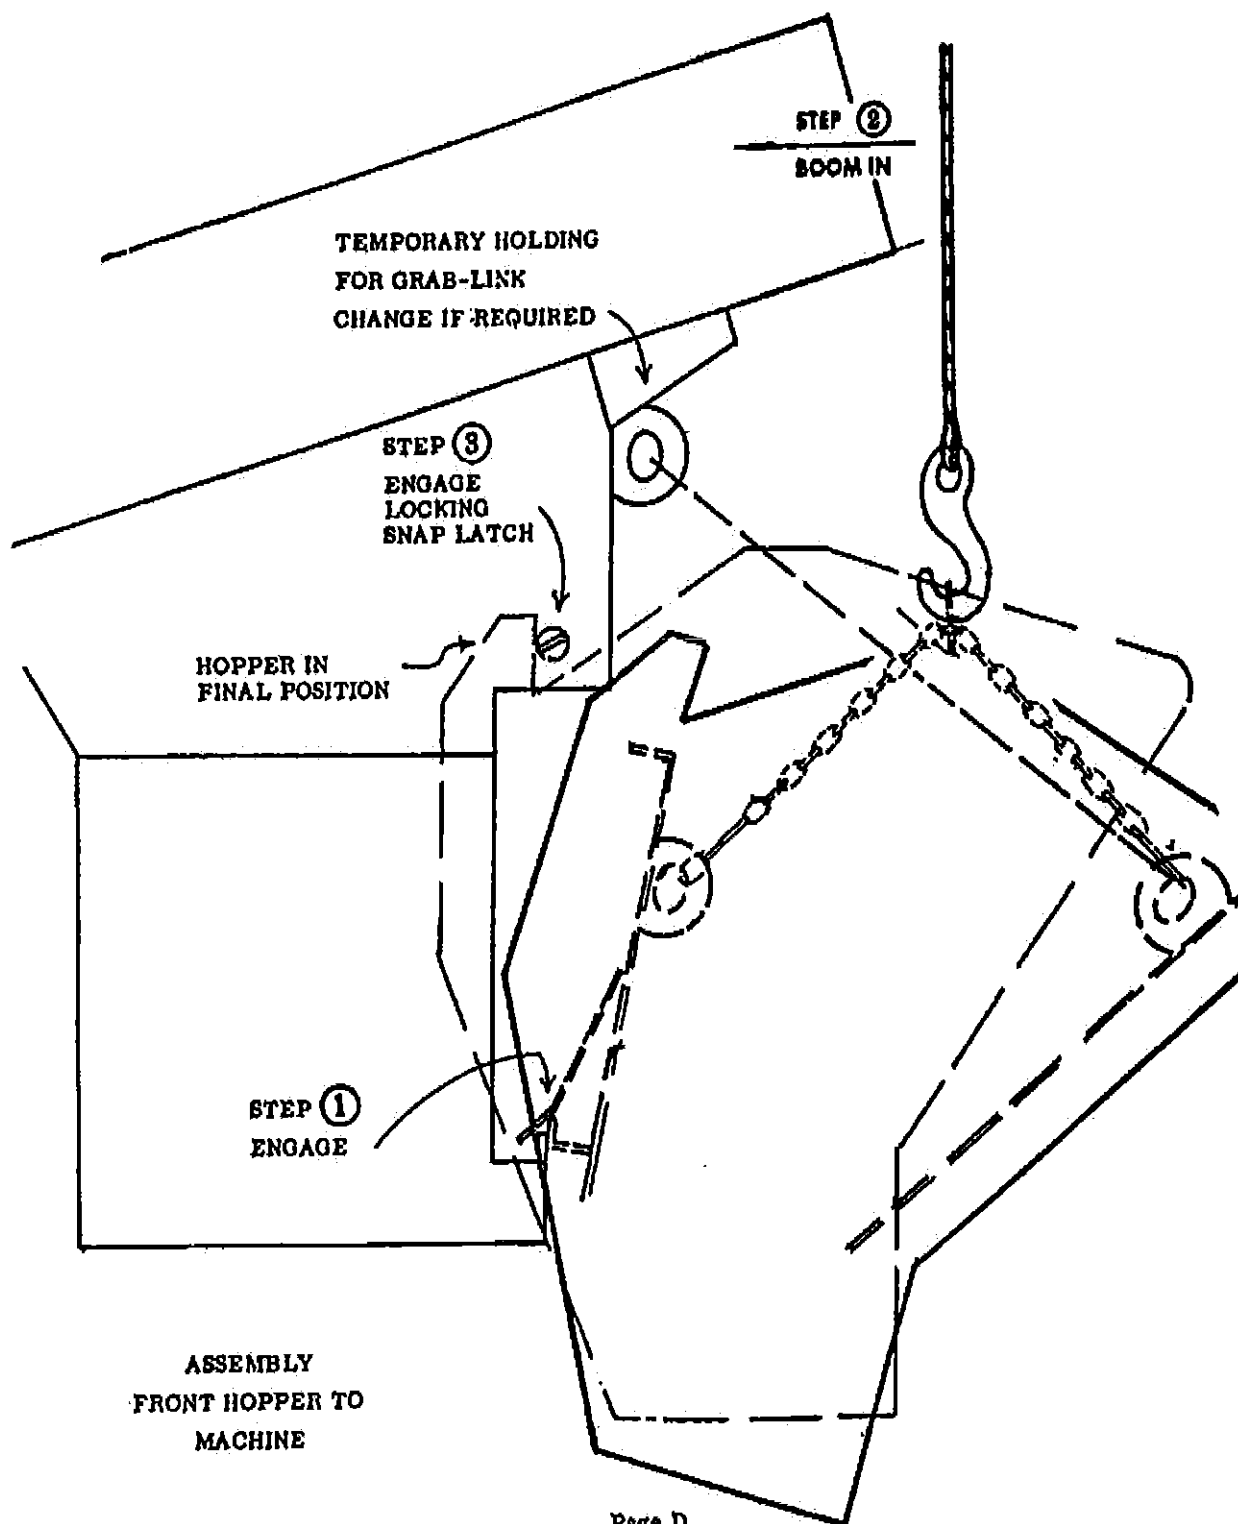 STEP ②
BOOM IN
TEMPORARY HOLDING
FOR GRAB-LINK
CHANGE IF REQUIRED
STEP ③
ENGAGE
LOCKING
SNAP LATCH
HOPPER IN
FINAL POSITION
STEP ①
ENGAGE
ASSEMBLY
FRONT HOPPER TO
MACHINE
Page D